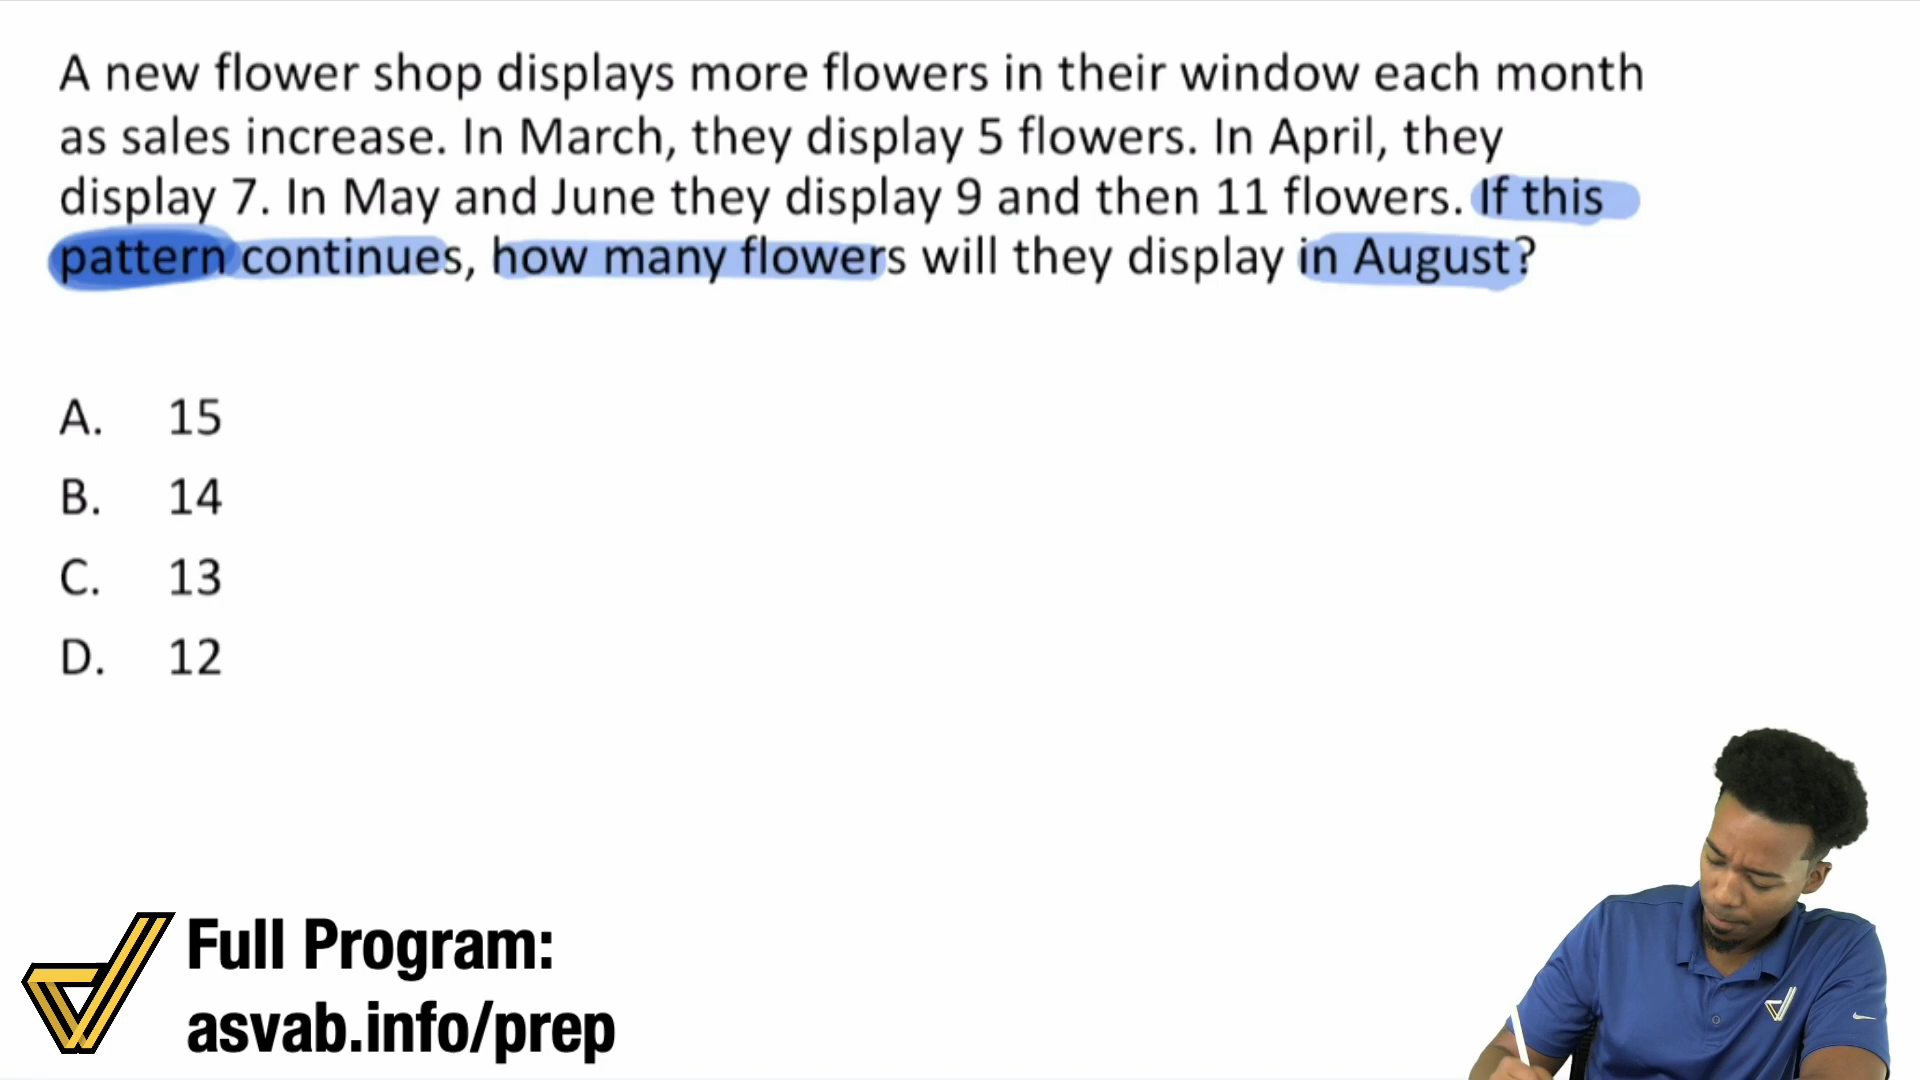 A new flower shop displays more flowers in their window each month
as sales increase. In March, they display 5 flowers. In April, they
display 7. In May and June they display 9 and then 11 flowers. If this
pattern continues, how many flowers will they display in August?
A. 15
B. 14
C. 13
D. 12
Full Program:
asvab.info/prep